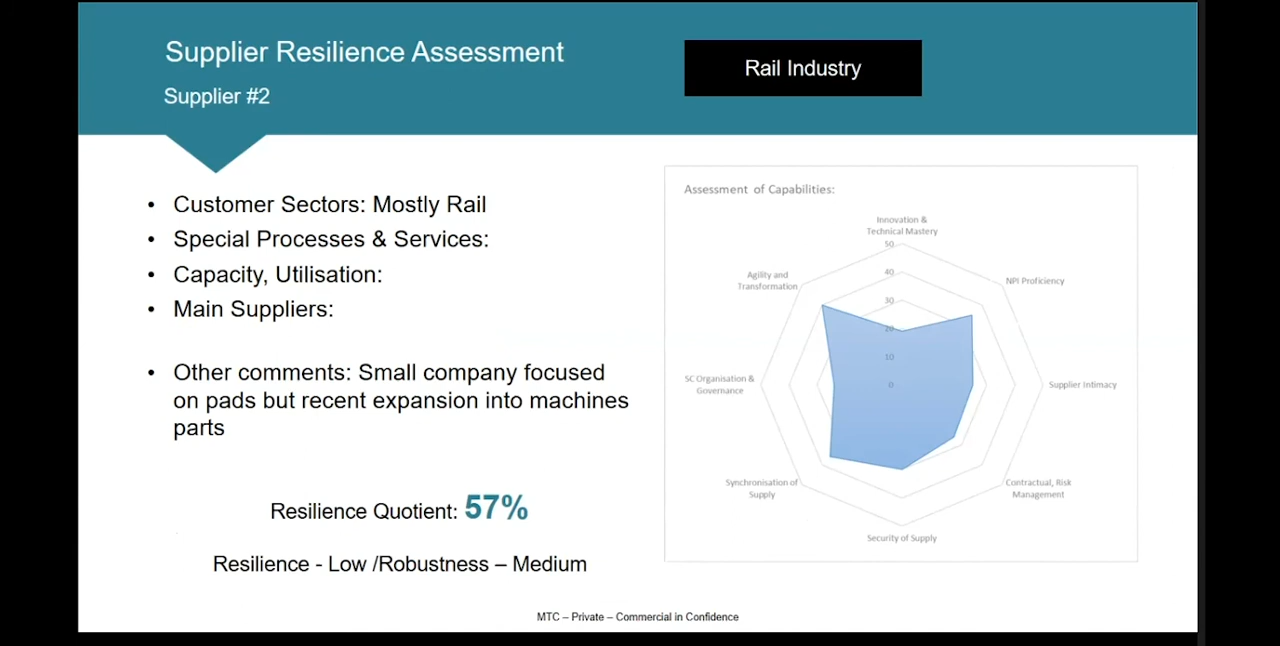 Supplier Resilience Assessment
Supplier #2
Rail Industry
• Customer Sectors: Mostly Rail
• Special Processes & Services:
• Capacity, Utilisation:
• Main Suppliers:
• Other comments: Small company focused
on pads but recent expansion into machines
parts
Resilience Quotient: 57%
Resilience - Low /Robustness – Medium
Assessment of Capabilities:
Innovation &
Technical Mastery
NPI Proficiency
Supplier Intimacy
Contractual, Risk
Management
Security of Supply
Synchronisation of
Supply
SC Organisation &
Governance
Agility and
Transformation
50
40
30
20
10
0
MTC – Private – Commercial in Confidence